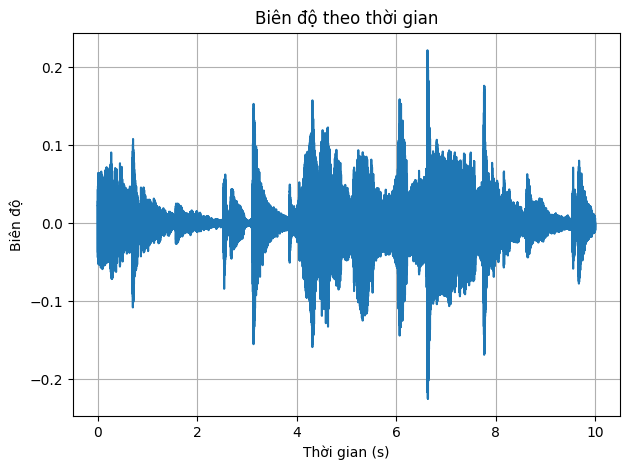 Biên độ theo thời gian
0.2
0.1
0.0
−0.1
−0.2
Biên độ
0 2 4 6 8 10
Thời gian (s)